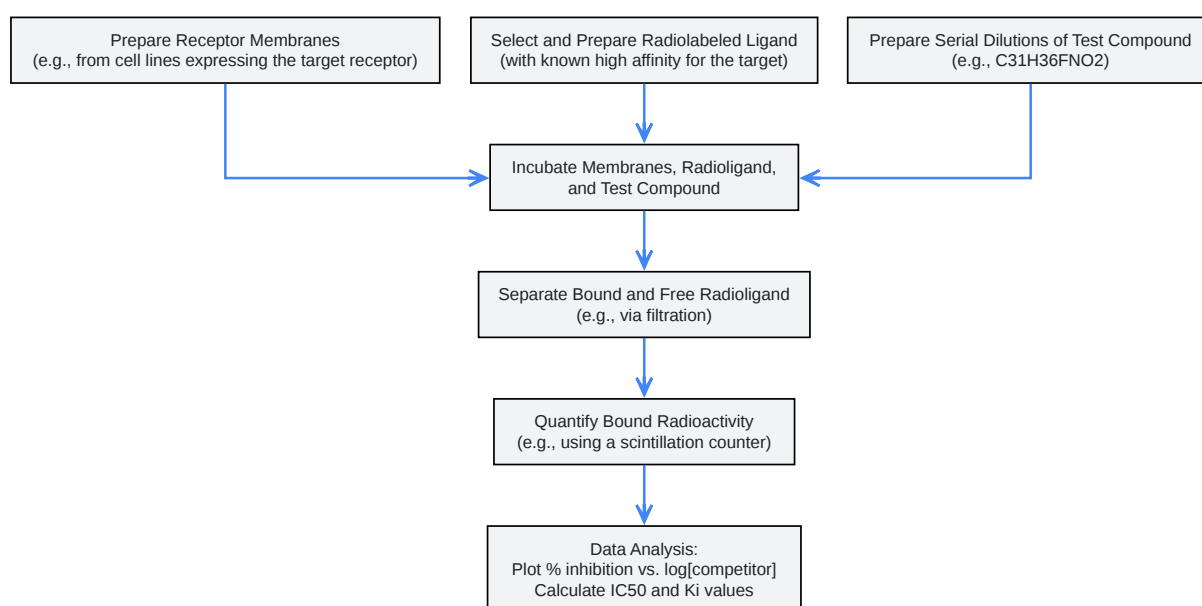 Prepare Receptor Membranes
(e.g., from cell lines expressing the target receptor)
Select and Prepare Radiolabeled Ligand
(with known high affinity for the target)
Prepare Serial Dilutions of Test Compound
(e.g., C31H36FNO2)
Incubate Membranes, Radioligand,
and Test Compound
Separate Bound and Free Radioligand
(e.g., via filtration)
Quantify Bound Radioactivity
(e.g., using a scintillation counter)
Data Analysis:
Plot % inhibition vs. log[competitor]
Calculate IC50 and Ki values